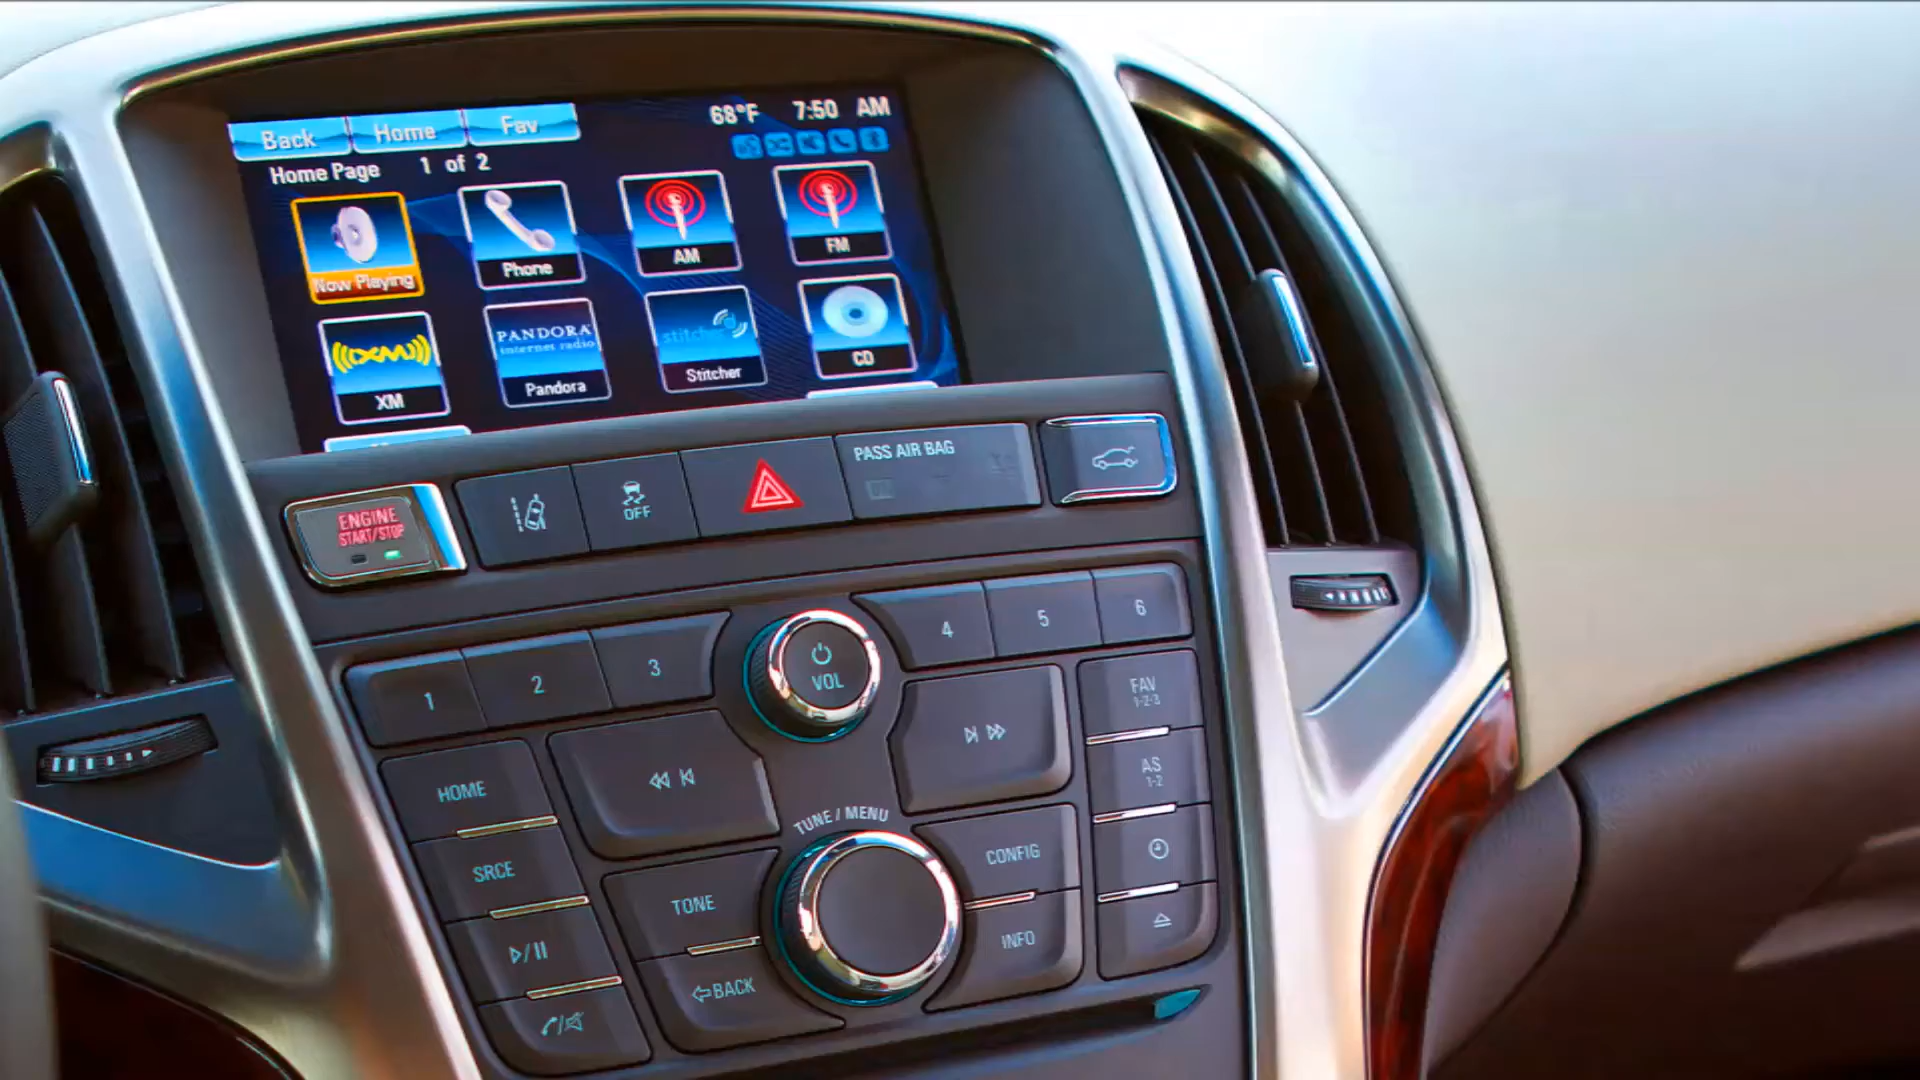 Back Home Fav
68°F 7:50 AM
Home Page 1 of 2
Now Playing
Phone
AM
FM
XM
XM
PANDORA
internet radio
Pandora
stitcher
Stitcher
CD
ENGINE
START/STOP
OFF
PASS AIR BAG
1
2
3
VOL
4
5
6
HOME
FAV
1-2-3
AS
1-2
TUNE / MENU
SRCE
TONE
CONFIG
BACK
INFO